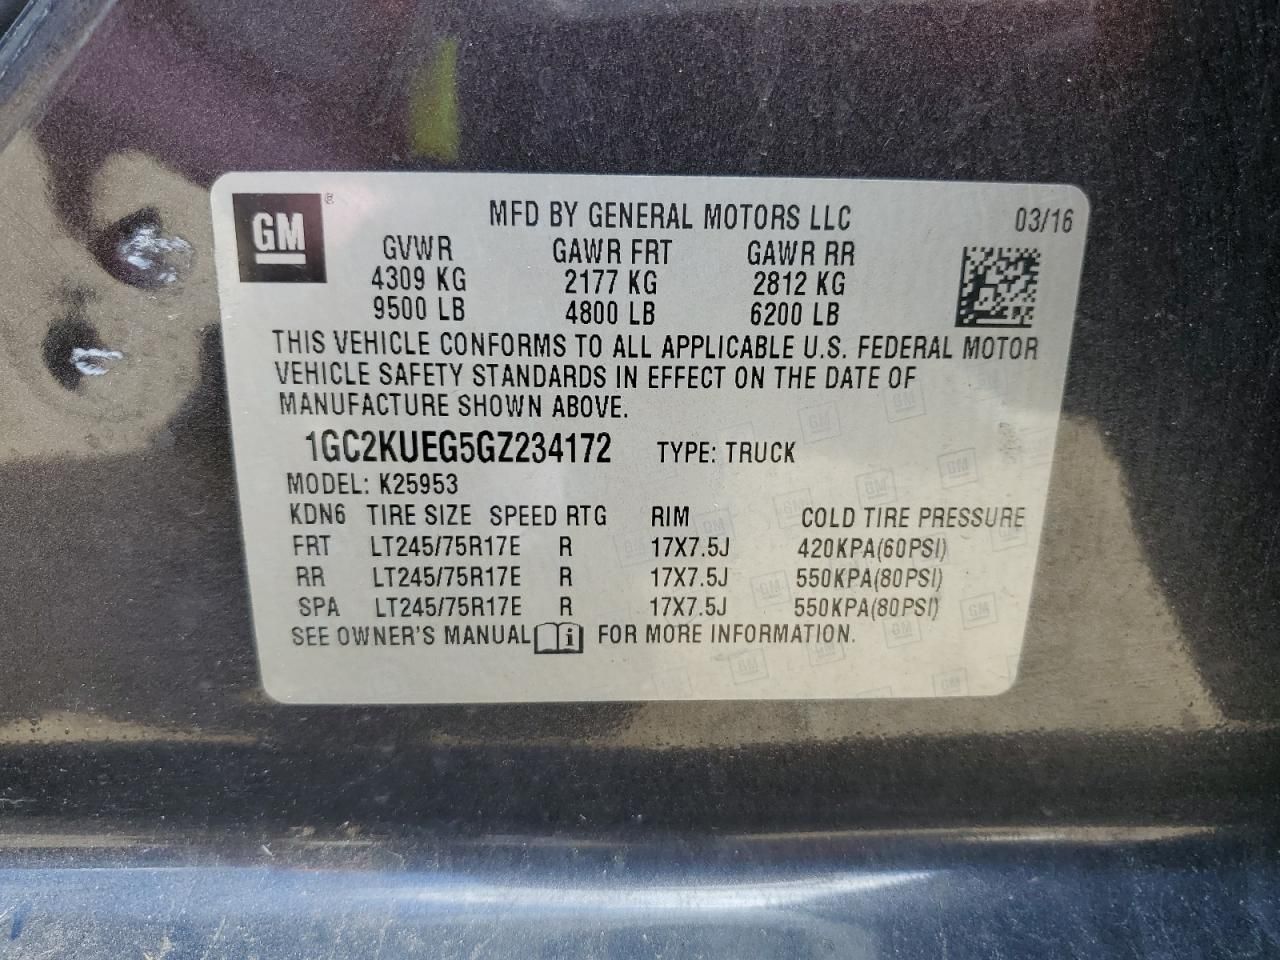 GM ®
MFD BY GENERAL MOTORS LLC 03/16
GVWR GAWR FRT GAWR RR
4309 KG 2177 KG 2812 KG
9500 LB 4800 LB 6200 LB
THIS VEHICLE CONFORMS TO ALL APPLICABLE U.S. FEDERAL MOTOR
VEHICLE SAFETY STANDARDS IN EFFECT ON THE DATE OF
MANUFACTURE SHOWN ABOVE.
1GC2KUEG5GZ234172 TYPE: TRUCK
MODEL: K25953
KDN6 TIRE SIZE SPEED RTG RIM COLD TIRE PRESSURE
FRT LT245/75R17E R 17X7.5J 420KPA(60PSI)
RR LT245/75R17E R 17X7.5J 550KPA(80PSI)
SPA LT245/75R17E R 17X7.5J 550KPA(80PSI)
SEE OWNER'S MANUAL i FOR MORE INFORMATION.